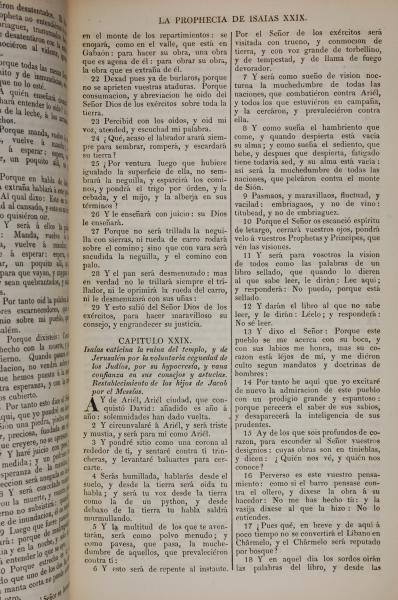 LA PROPHECIA DE ISAIAS XXIX.
en el monte de los repartimientos: se
enojará, como en el valle, que está en
Gabaón: para hacer su obra, una obra
que es agena de él: para obrar su obra,
la obra que es extraña de él.
22 Dexad pues ya de burlaros, porque
no se aprieten vuestras ataduras. Porque
consumacion, y abreviacion he oido del
Señor Dios de los exércitos sobre toda la
tierra.
23 Percibid con los oidos, y oid mi
voz, atended, y escuchad mi palabra.
24 ¿Qué, acaso el labrador arará siem-
pre para sembrar, romperá, y escardará
su tierra?
25 ¿Por ventura luego que hubiere
igualado la superficie de ella, no sem-
brará la neguilla, y esparcirá los comi-
nos, y pondrá el trigo por órden, y la
cebada, y el mijo, y la alberja en sus
términos?
26 Y le enseñará con juicio: su Dios
le enseñará.
27 Porque no será trillada la negui-
lla con sierras, ni rueda de carro rodará
sobre el comino; sino que con vara será
sacudida la neguilla, y el comino con
palo.
28 Y el pan será desmenuzado: mas
en verdad no le trillará siempre el tri-
llador, ni le oprimirá la rueda del carro,
ni le desmenuzará con sus uñas:
29 Y esto salió del Señor Dios de los
exércitos, para hacer maravilloso su
consejo, y engrandecer su justicia.
CAPITULO XXIX.
Isaías vaticina la ruina del templo, y de
Jerusalém por la voluntaria ceguedad de
los Judíos, por su hypocresía, y vana
confianza en sus consejos y astucias.
Restablecimiento de los hijos de Jacób
por el Messías.
AY de Ariél, Ariél ciudad, que con-
quistó David: añadido es año á
año: solemnidades han dado vuelta.
2 Y circunvalaré á Ariél, y será triste
y mustia, y será para mí como Ariél.
3 Y pondré sitio como una corona al
rededor de ti, y sentaré contra ti trin-
cheras, y levantaré baluartes para cer-
carte.
4 Serás humillada, hablarás desde el
suelo, y desde la tierra será oida tu
habla; y será tu voz desde la tierra
como la de un python, y desde
debaxo de la tierra tu habla saldrá
murmullando.
5 Y la multitud de los que te aven-
tarán, será como polvo menudo; y
como pavesa, que pasa, la muche-
dumbre de aquellos, que prevaleciéron
contra ti:
6 Y esto será de repente al instante.
Por el Señor de los exércitos será
visitada con trueno, y conmocion de
tierra, y con voz grande de torbellino,
y de tempestad, y de llama de fuego
devorador.
7 Y será como sueño de vision noc-
turna la muchedumbre de todas las
naciones, que combatiéron contra Ariél,
y todos los que estuviéron en campaña,
y la cercáron, y prevaleciéron contra
ella.
8 Y como sueña el hambriento que
come, y quando despierta está vacía
su alma; y como sueña el sediento, que
bebe, y despues que despierta, fatigado
tiene todavía sed, y su alma está vacía:
así será la muchedumbre de todas las
naciones, que peleáron contra el monte
de Sión.
9 Pasmaos, y maravillaos, fluctuad, y
vacilad: embriagaos, y no de vino:
titubead, y no de embriaguez.
10 Porque el Señor os escanció espíritu
de letargo, cerrará vuestros ojos, pondrá
velo á vuestros Prophetas y Príncipes, que
vén las visiones.
11 Y será para vosotros la vision
de todos como las palabras de un
libro sellado, que quando lo dieren
al que sabe leer, le dirán: Lee aquí;
y responderá: No puedo, porque está
sellado.
12 Y darán el libro al que no sabe
leer, y le dirán: Léelo; y responderá:
No sé leer.
13 Y dixo el Señor: Porque este
pueblo se me acerca con su boca, y
con sus labios me honra, mas su co-
razon está léjos de mí, y me diéron
culto segun mandatos y doctrinas de
hombres:
14 Por tanto he aquí que yo excitaré
de nuevo la admiracion de este pueblo
con un prodigio grande y espantoso:
porque perecerá el saber de sus sabios,
y desaparecerá la inteligencia de sus
prudentes.
15 Ay de los que sois profundos de co-
razon, para esconder al Señor vuestros
designios: cuyas obras son en tinieblas,
y dicen: ¿Quién nos vé, y quién nos
conoce?
16 Perverso es este vuestro pensa-
miento: como si el barro pensase con-
tra el ollero, y dixese la obra á su
hacedor: No me has hecho tú: y la
vasija dixese al que la hizo: No lo
entiendes.
17 ¿Pues qué, en breve y de aquí á
poco tiempo no se convertirá el Líbano en
Chârmelo, y el Chârmelo será reputado
por bosque?
18 Y en aquel dia los sordos oirán
las palabras del libro, y desde las